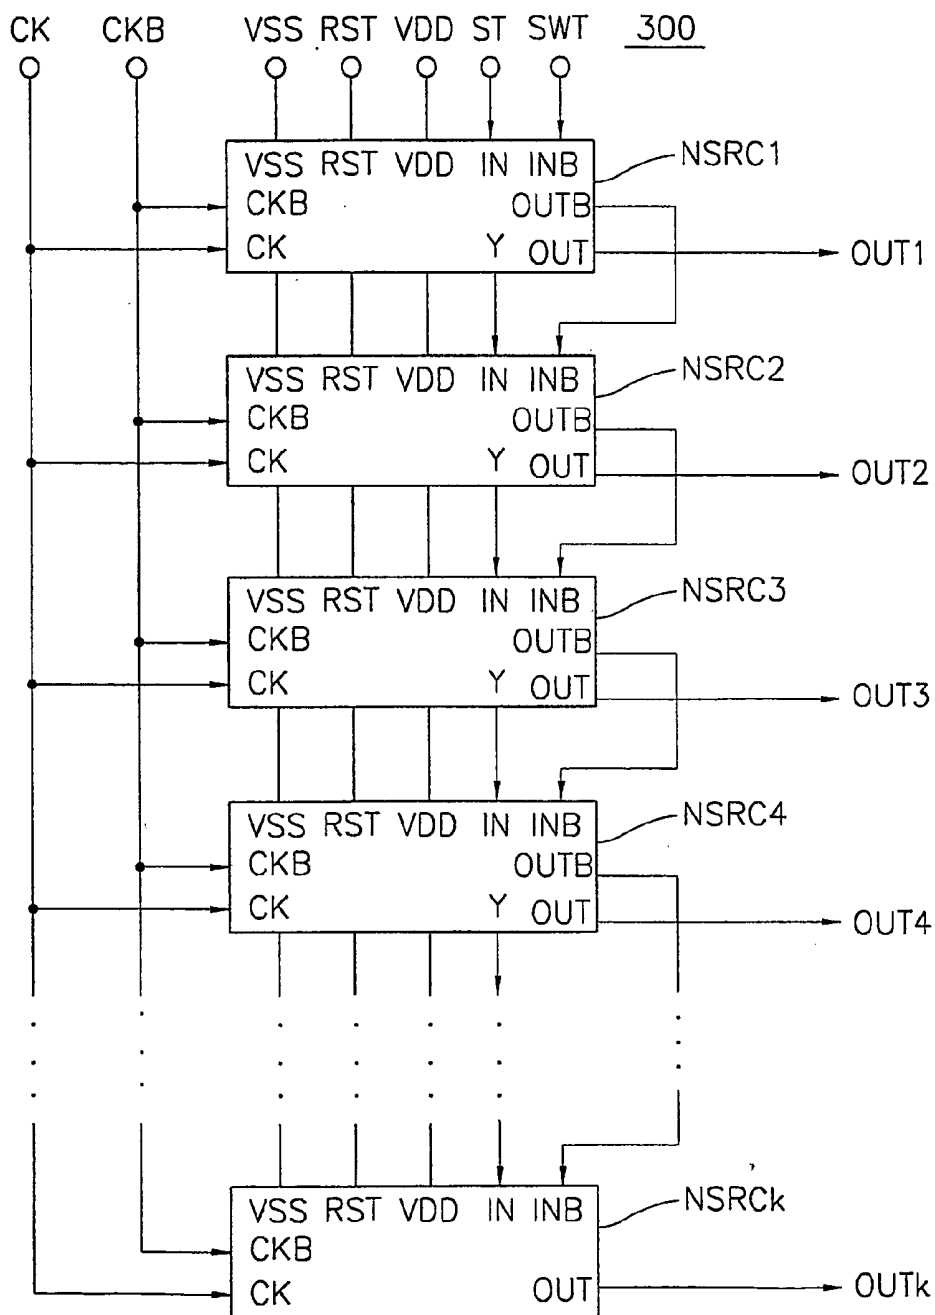 CK CKB VSS RST VDD ST SWT 300
VSS RST VDD IN INB NSRC1
CKB OUTB
CK Y OUT OUT1
VSS RST VDD IN INB NSRC2
CKB OUTB
CK Y OUT OUT2
VSS RST VDD IN INB NSRC3
CKB OUTB
CK Y OUT OUT3
VSS RST VDD IN INB NSRC4
CKB OUTB
CK Y OUT OUT4
VSS RST VDD IN INB NSRCk
CKB
CK OUT OUTk